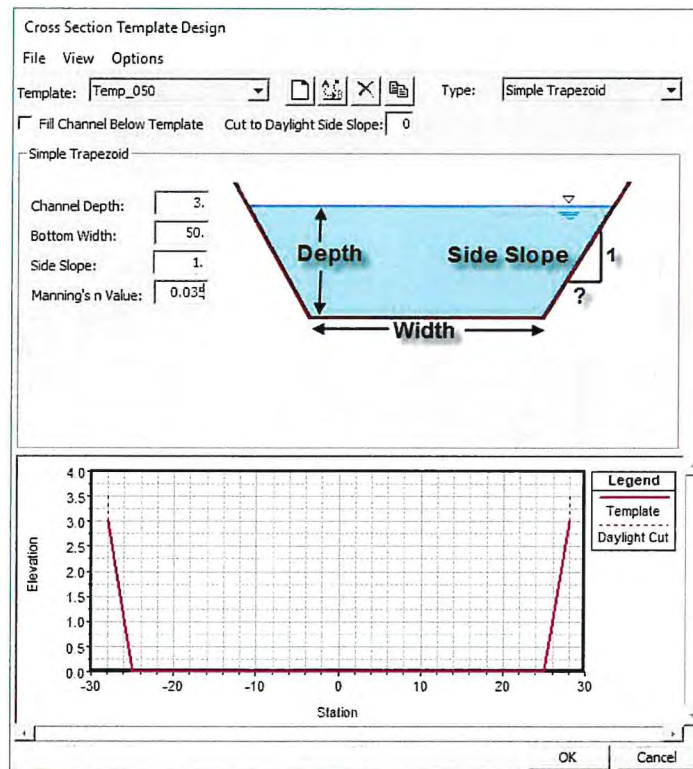 Cross Section Template Design
File View Options
Template: Temp_050 Type: Simple Trapezoid
Fill Channel Below Template Cut to Daylight Side Slope: 0
Simple Trapezoid
Channel Depth: 3.
Bottom Width: 50.
Side Slope: 1.
Manning's n Value: 0.035
Depth
Side Slope
1
?
Width
4.0
3.5
3.0
2.5
2.0
1.5
1.0
0.5
0.0
Elevation
-30 -20 -10 0 10 20 30
Station
Legend
Template
Daylight Cut
OK Cancel